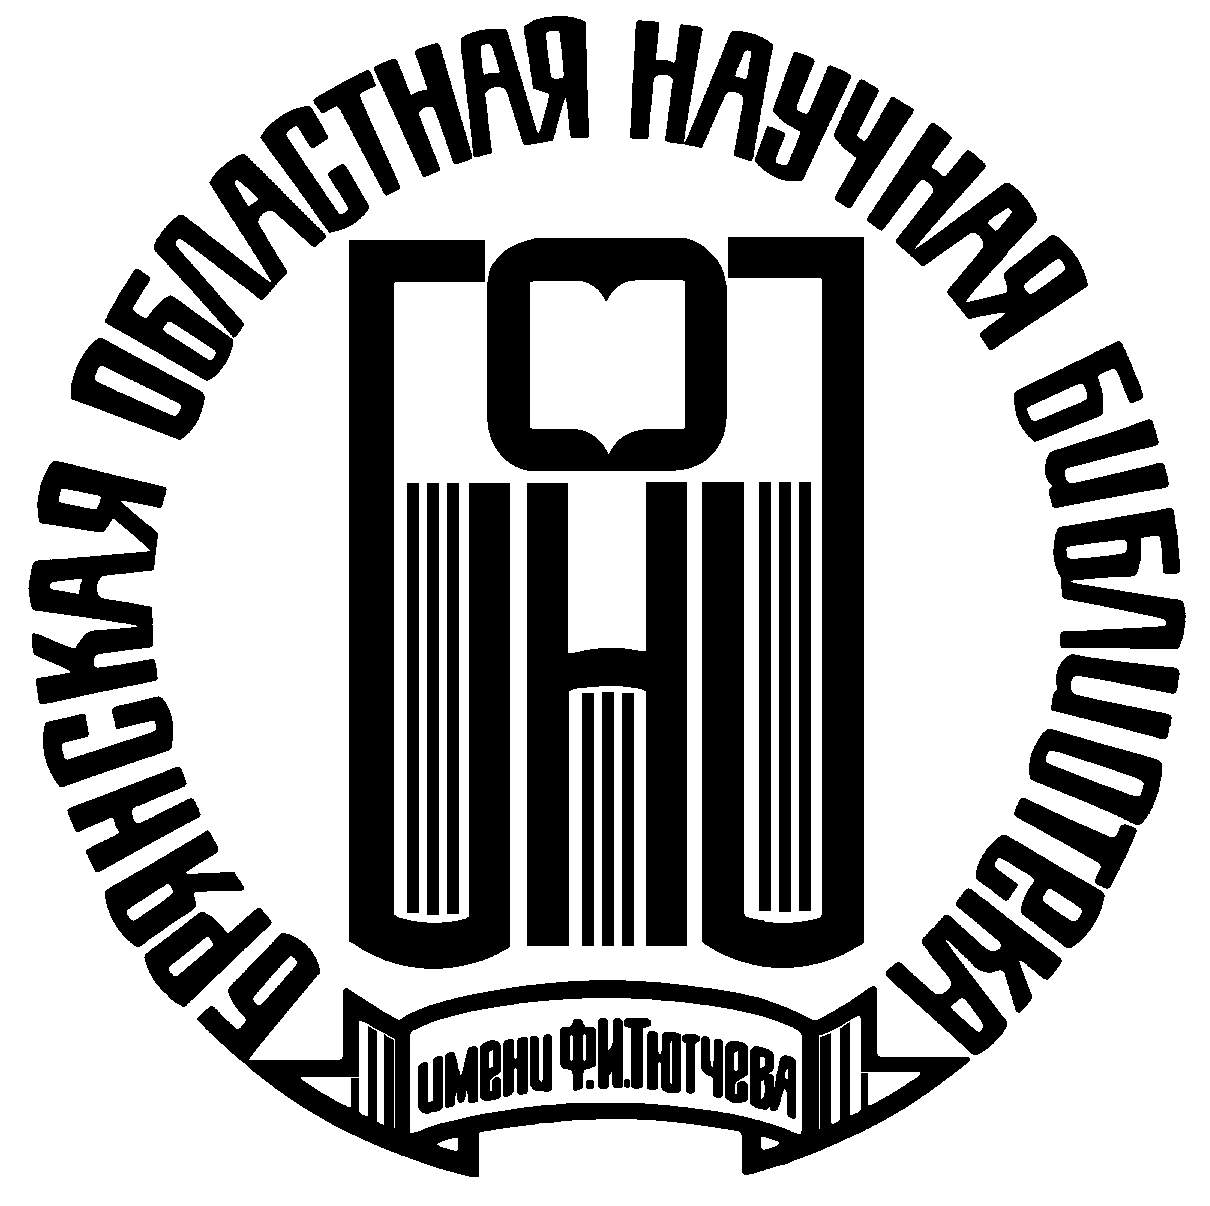 БРЯНСКАЯ ОБЛАСТНАЯ НАУЧНАЯ БИБЛИОТЕКА
имени Ф.И.Тютчева